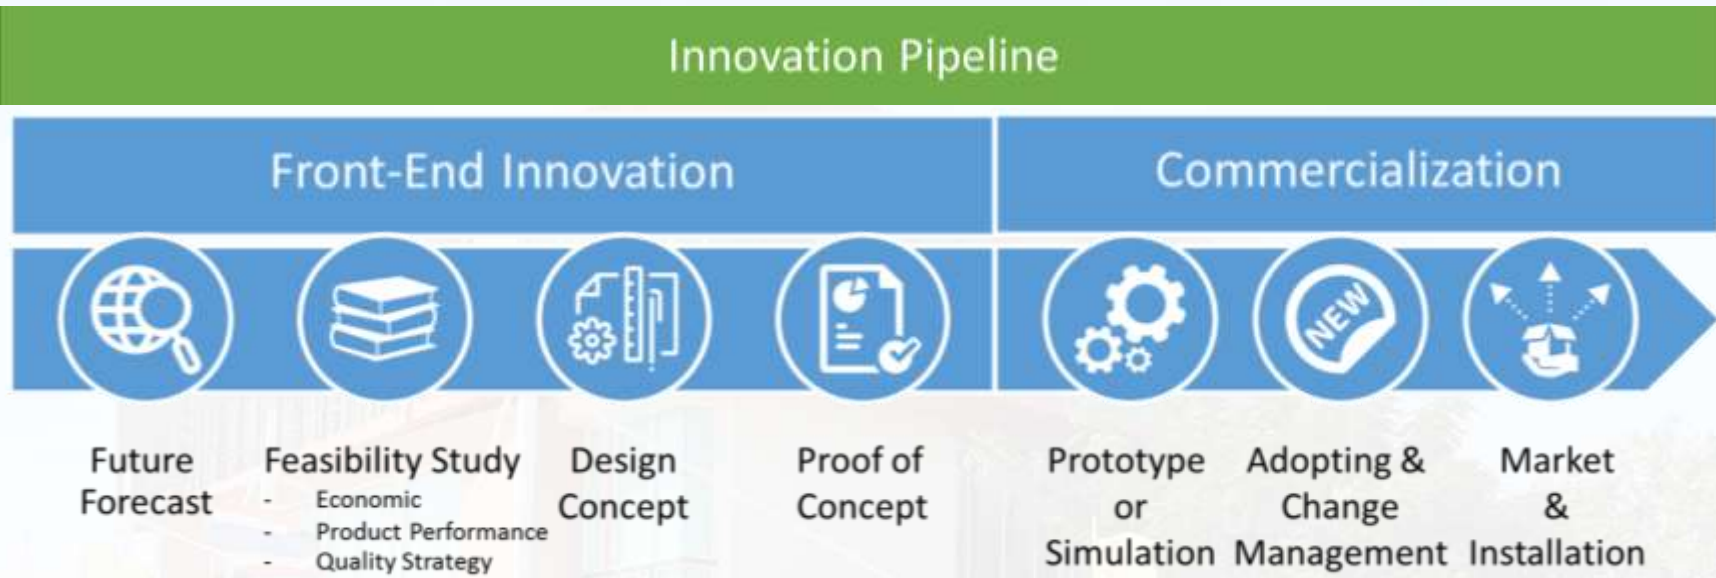 Innovation Pipeline
Front-End Innovation
Commercialization
NEW
Future
Forecast
Feasibility Study
- Economic
- Product Performance
- Quality Strategy
Design
Concept
Proof of
Concept
Prototype
or
Simulation
Adopting &
Change
Management
Market
&
Installation